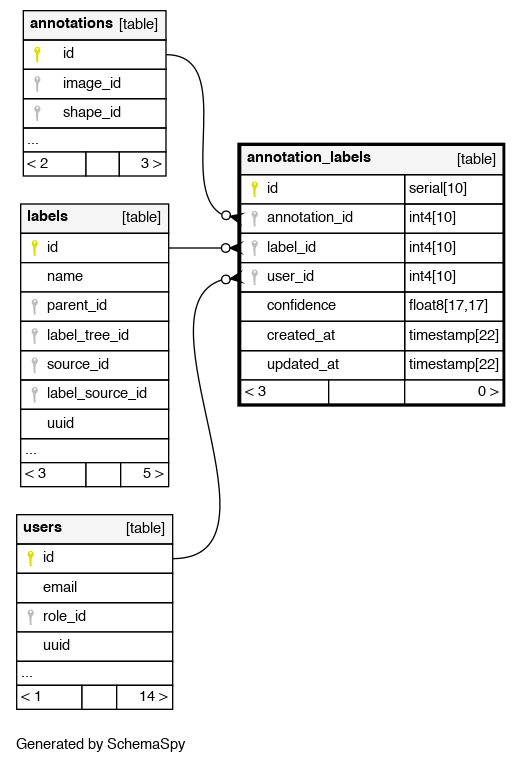 annotations [table]
id
image_id
shape_id
...
< 2 3 >
annotation_labels [table]
id serial[10]
annotation_id int4[10]
label_id int4[10]
user_id int4[10]
confidence float8[17,17]
created_at timestamp[22]
updated_at timestamp[22]
< 3 0 >
labels [table]
id
name
parent_id
label_tree_id
source_id
label_source_id
uuid
...
< 3 5 >
users [table]
id
email
role_id
uuid
...
< 1 14 >
Generated by SchemaSpy